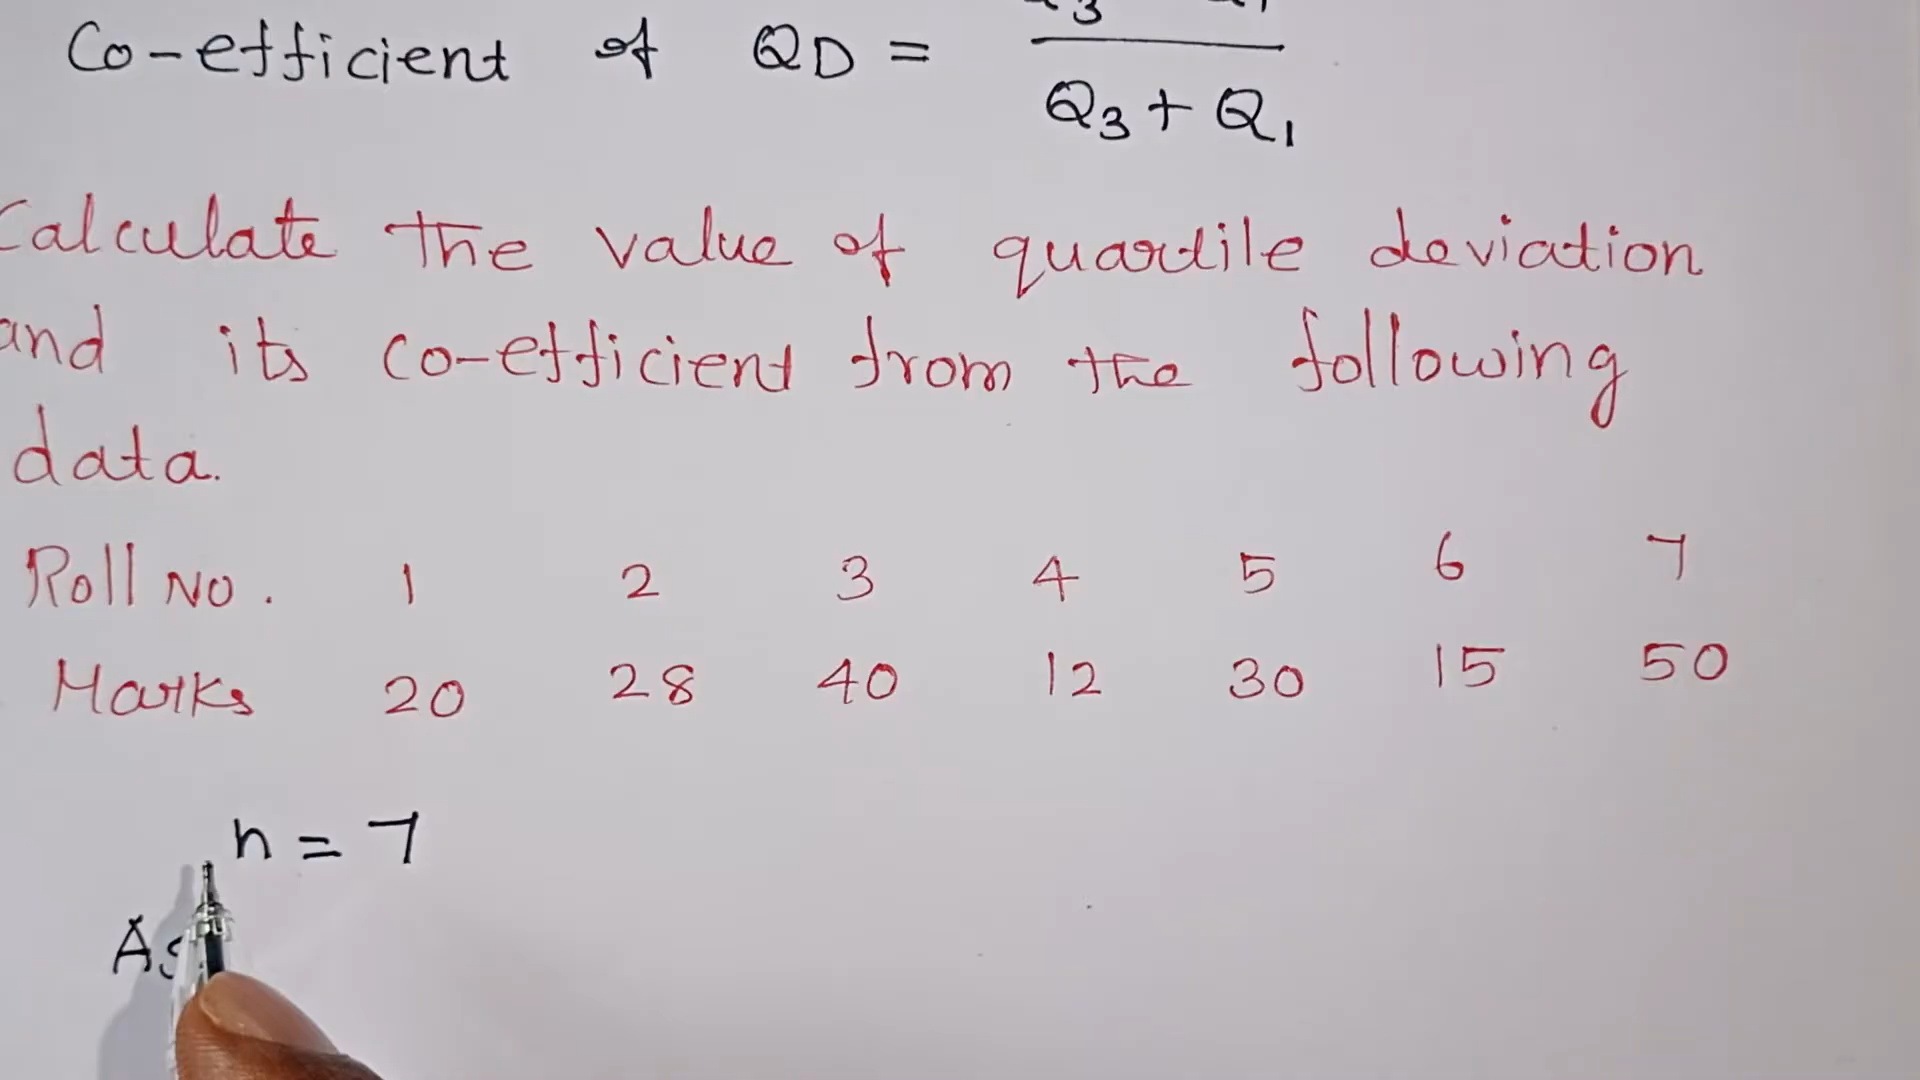 Co-efficient of QD =
Q3 + Q1
Calculate the value of quartile deviation
and its co-efficient from the following
data.
Roll No. 1 2 3 4 5 6 7
Marks 20 28 40 12 30 15 50
n = 7
As